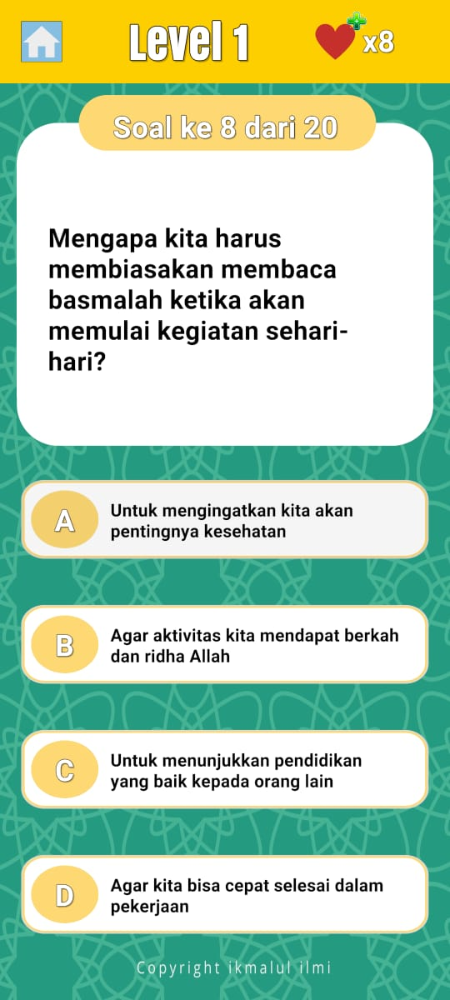 Level 1
x8
Soal ke 8 dari 20
Mengapa kita harus
membiasakan membaca
basmalah ketika akan
memulai kegiatan sehari-
hari?
A
Untuk mengingatkan kita akan
pentingnya kesehatan
B
Agar aktivitas kita mendapat berkah
dan ridha Allah
C
Untuk menunjukkan pendidikan
yang baik kepada orang lain
D
Agar kita bisa cepat selesai dalam
pekerjaan
Copyright ikmalul ilmi